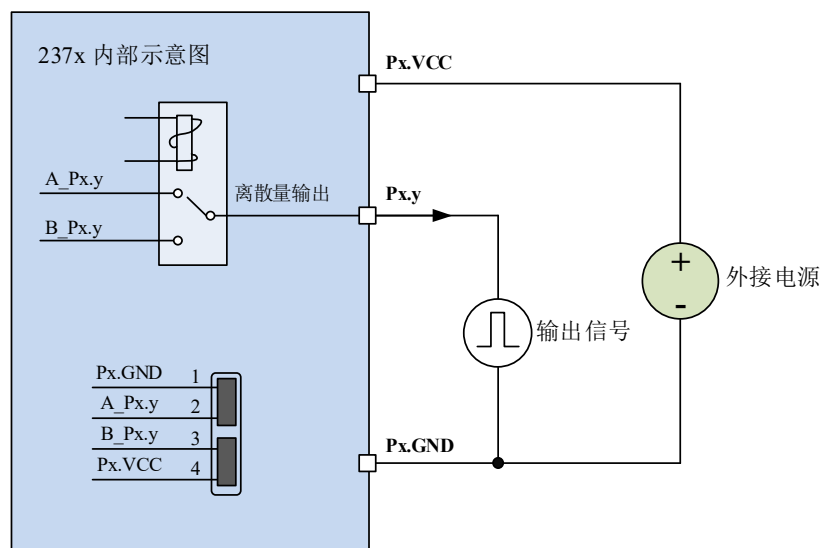 237x 内部示意图
Px.VCC
A_Px.y
离散量输出
Px.y
B_Px.y
+
-
外接电源
输出信号
Px.GND 1
A_Px.y 2
B_Px.y 3
Px.VCC 4
Px.GND